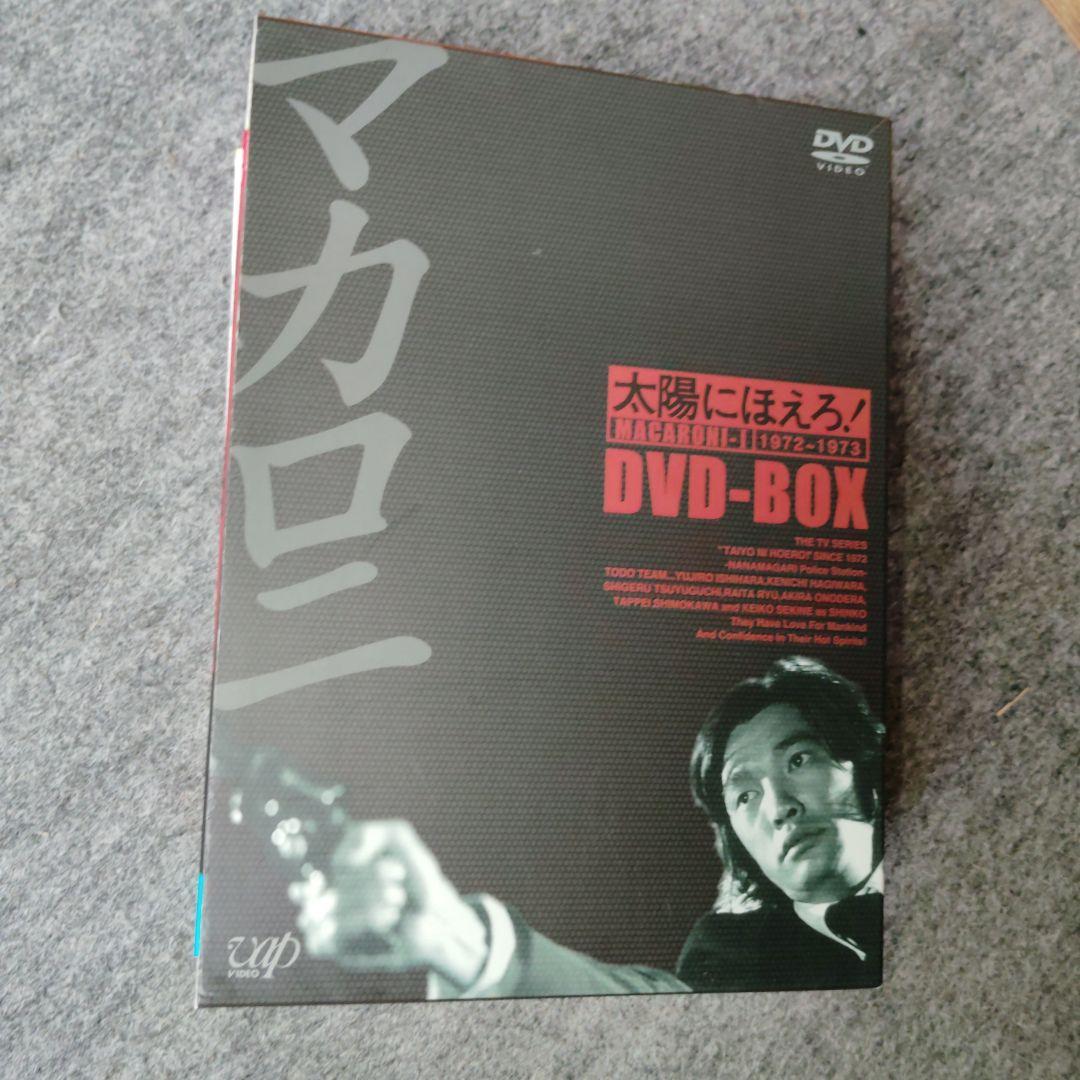 マカロニ
DVD
VIDEO
太陽にほえろ!
MACARONI-I 1972~1973
DVD-BOX
THE TV SERIES
"TAIYO NI HOERO!" SINCE 1972
-NANAMAGARI Police Station-
TODO TEAM...YUJIRO ISHIHARA,KENICHI HAGIWARA,
SHIGERU TSUYUGUCHI,RAITA RYU,AKIRA ONODERA,
TAPPEI SHIMOKAWA and KEIKO SEKINE as SHINKO
They Have Love For Mankind
And Confidence in Their Hot Spirits!
vap
VIDEO